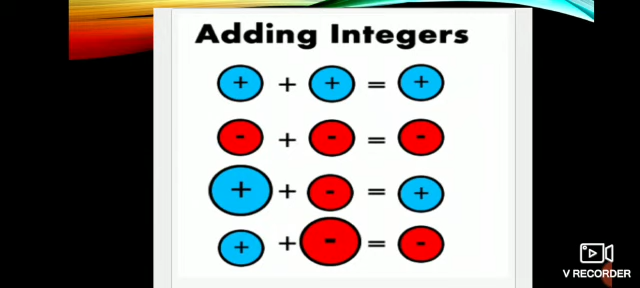 Adding Integers
+ + + = +
- + - = -
+ + - = +
+ + - = -
V RECORDER